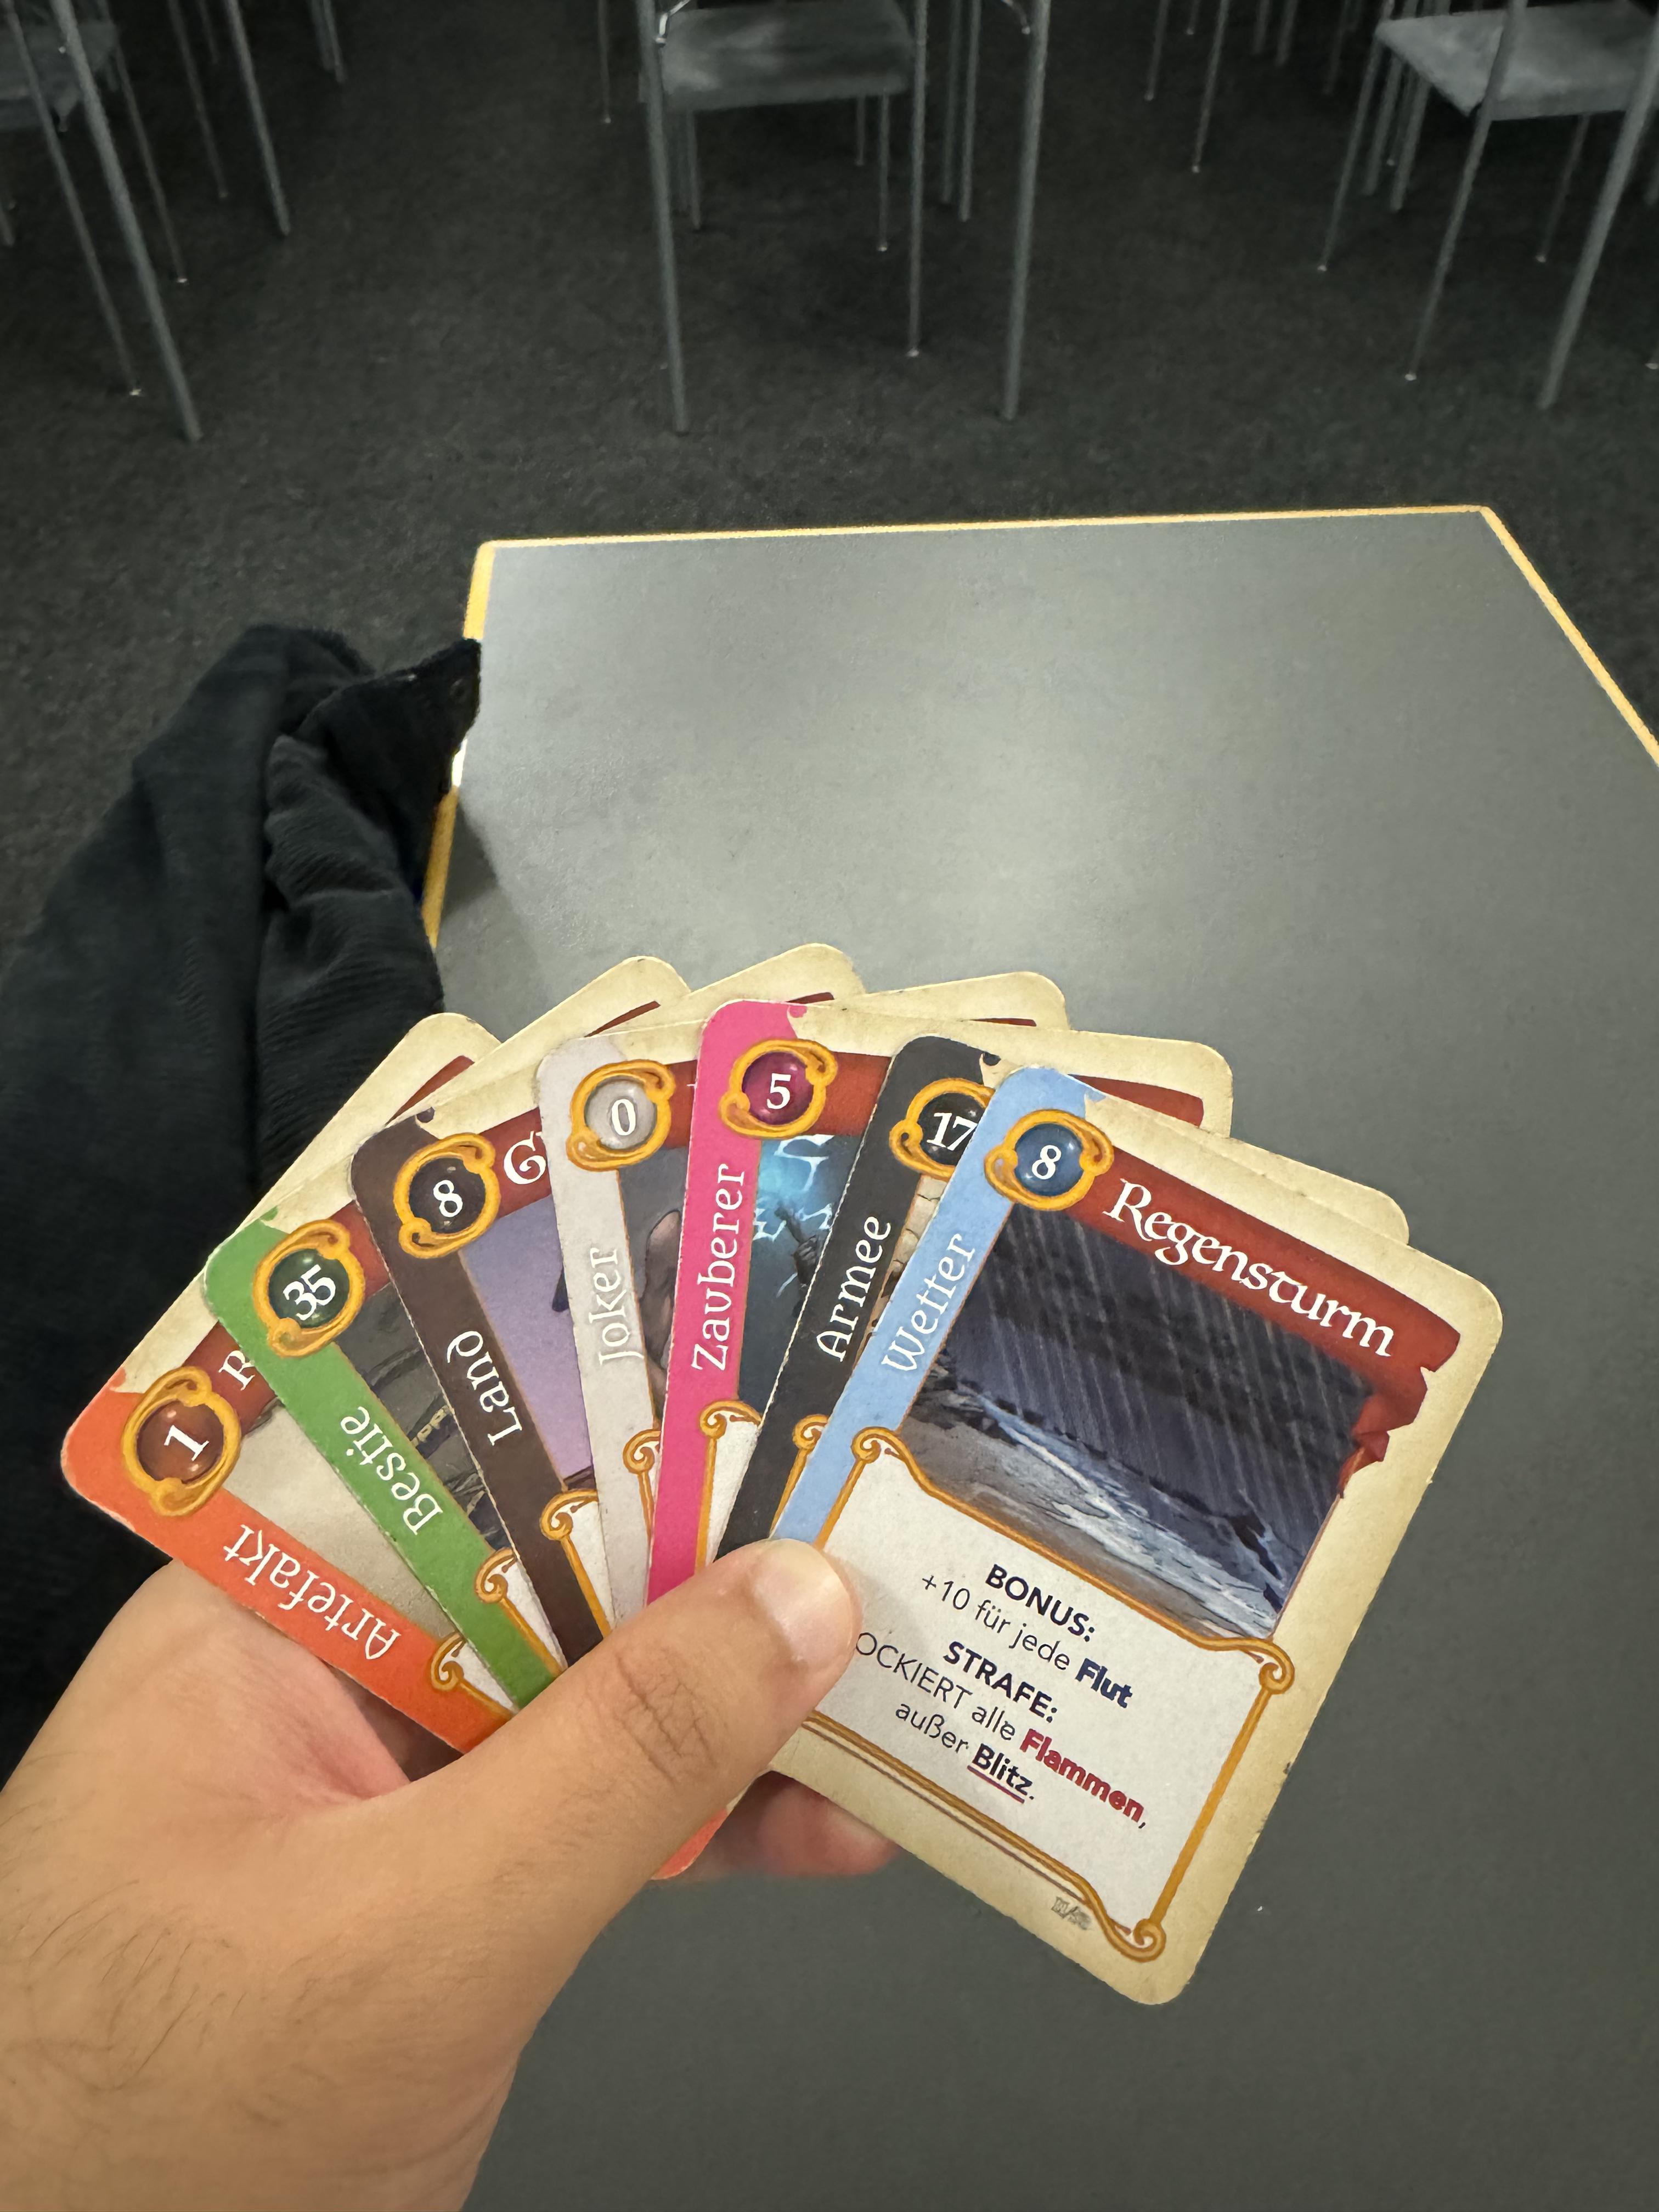 1
Artefakt
35
Bestie
8
Land
G
0
Joker
5
Zauberer
17
Armee
8
Wetter
Regensturm
BONUS:
+10 für jede Flut
STRAFE:
OCKIERT alle Flammen,
außer Blitz.